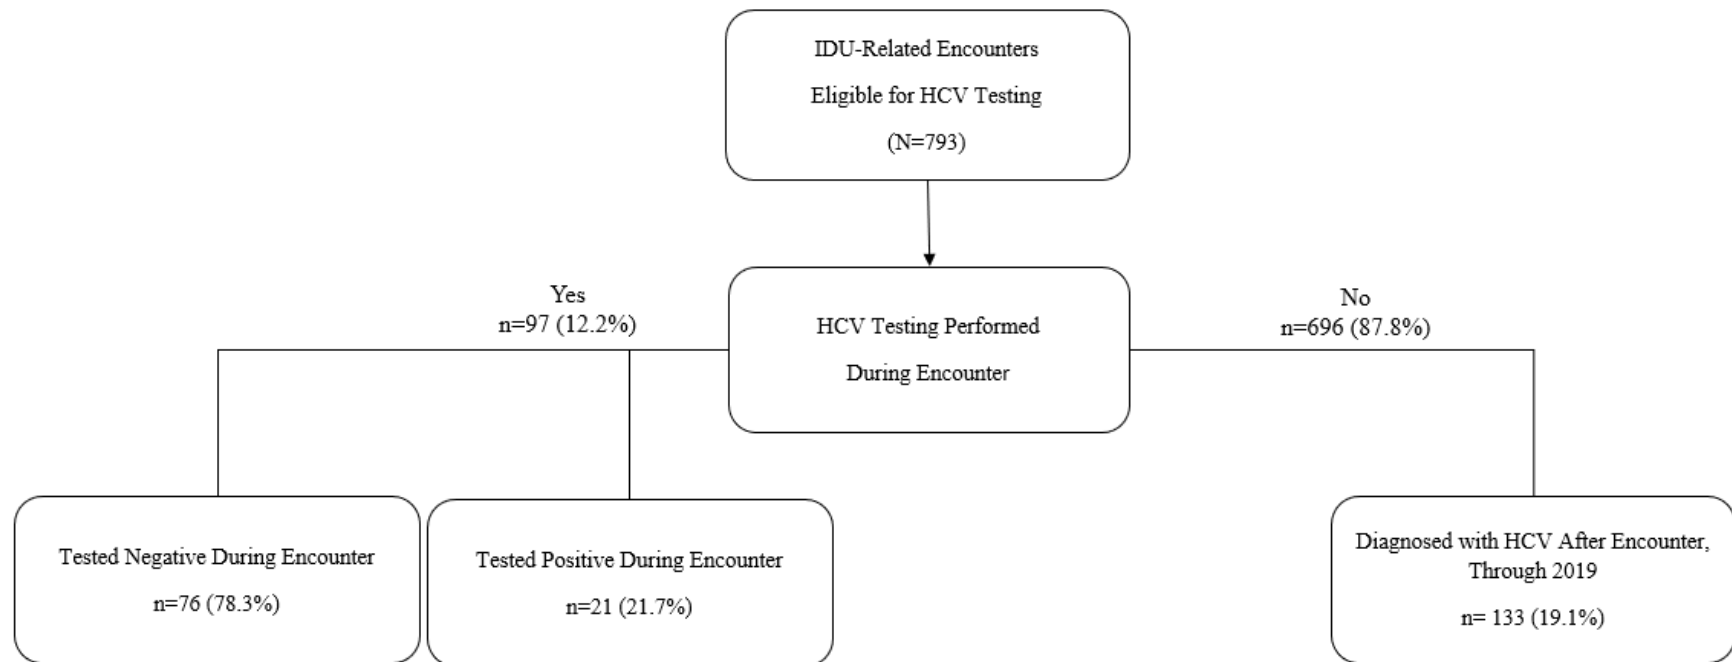 IDU-Related Encounters
Eligible for HCV Testing
(N=793)
Yes
n=97 (12.2%)
HCV Testing Performed
During Encounter
No
n=696 (87.8%)
Tested Negative During Encounter
n=76 (78.3%)
Tested Positive During Encounter
n=21 (21.7%)
Diagnosed with HCV After Encounter,
Through 2019
n= 133 (19.1%)